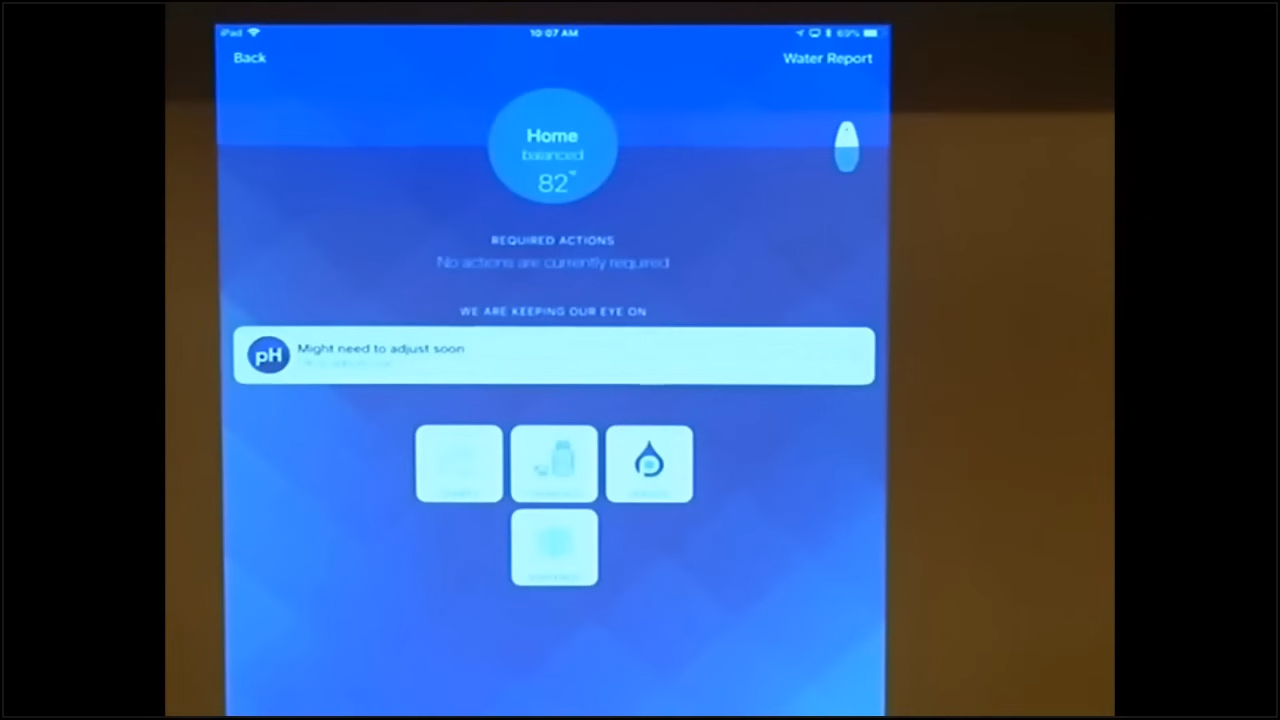 iPad
10:07 AM
69%
Back
Water Report
Home
balanced
82°
REQUIRED ACTIONS
No actions are currently required
WE ARE KEEPING OUR EYE ON
pH
Might need to adjust soon